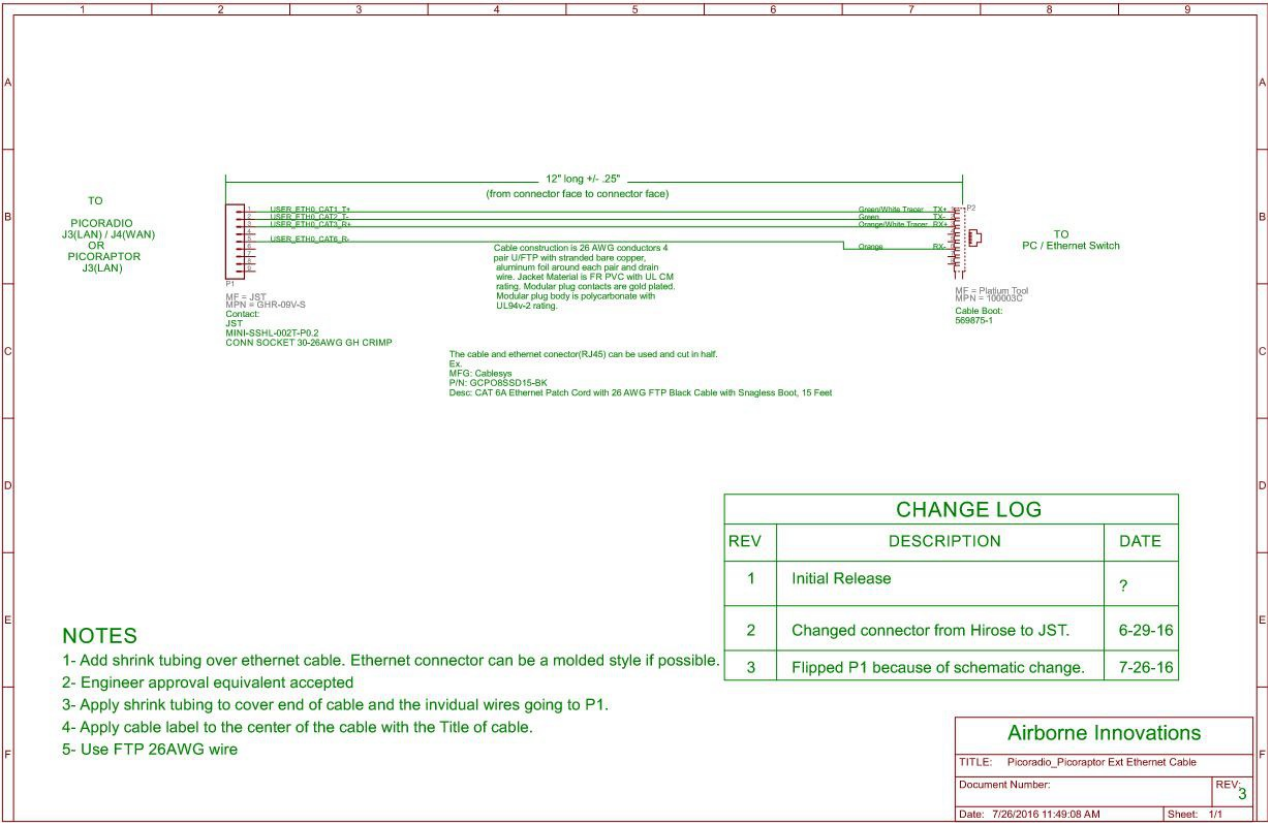 1 2 3 4 5 6 7 8 9
A A
B B
C C
D D
E E
F F
12" long +/- .25"
(from connector face to connector face)
TO
PICORADIO
J3(LAN) / J4(WAN)
OR
PICORAPTOR
J3(LAN)
USER_ETH0_CAT1_T+
USER_ETH0_CAT2_T-
USER_ETH0_CAT3_R+
USER_ETH0_CAT6_R-
Green/White Tracer TX+
Green TX-
Orange/White Tracer RX+
Orange RX-
P2
TO
PC / Ethernet Switch
Cable construction is 26 AWG conductors 4
pair U/FTP with stranded bare copper,
aluminum foil around each pair and drain
wire. Jacket Material is FR PVC with UL CM
rating. Modular plug contacts are gold plated.
Modular plug body is polycarbonate with
UL94v-2 rating.
P1
MF = JST
MPN = GHR-09V-S
Contact:
JST
MINI-SSHL-002T-P0.2
CONN SOCKET 30-26AWG GH CRIMP
MF = Platium Tool
MPN = 100003C
Cable Boot:
569875-1
The cable and ethernet conector(RJ45) can be used and cut in half.
Ex.
MFG: Cablesys
P/N: GCPO8SSD15-BK
Desc: CAT 6A Ethernet Patch Cord with 26 AWG FTP Black Cable with Snagless Boot, 15 Feet
CHANGE LOG
REV DESCRIPTION DATE
1 Initial Release ?
2 Changed connector from Hirose to JST. 6-29-16
3 Flipped P1 because of schematic change. 7-26-16
NOTES
1- Add shrink tubing over ethernet cable. Ethernet connector can be a molded style if possible.
2- Engineer approval equivalent accepted
3- Apply shrink tubing to cover end of cable and the invidual wires going to P1.
4- Apply cable label to the center of the cable with the Title of cable.
5- Use FTP 26AWG wire
Airborne Innovations
TITLE: Picoradio_Picoraptor Ext Ethernet Cable
Document Number:
REV: 3
Date: 7/26/2016 11:49:08 AM Sheet: 1/1